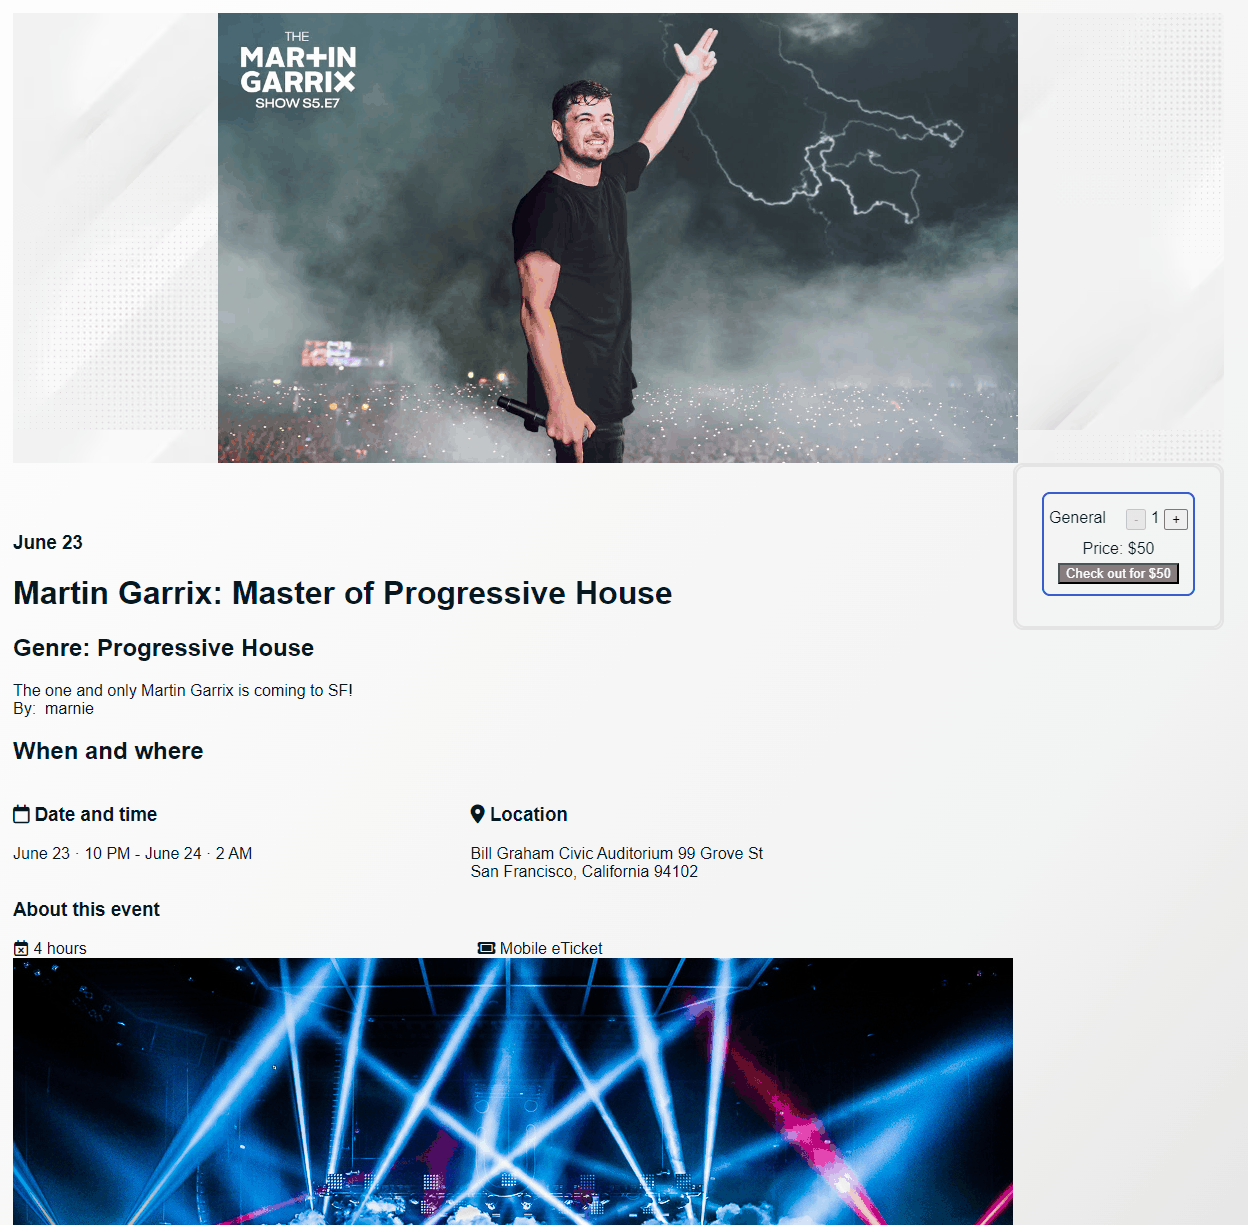 THE
MARTIN
GARRIX
SHOW S5.E7
General - 1 +
Price: $50
Check out for $50
June 23
Martin Garrix: Master of Progressive House
Genre: Progressive House
The one and only Martin Garrix is coming to SF!
By: marnie
When and where
Date and time
June 23 · 10 PM - June 24 · 2 AM
Location
Bill Graham Civic Auditorium 99 Grove St
San Francisco, California 94102
About this event
4 hours
Mobile eTicket